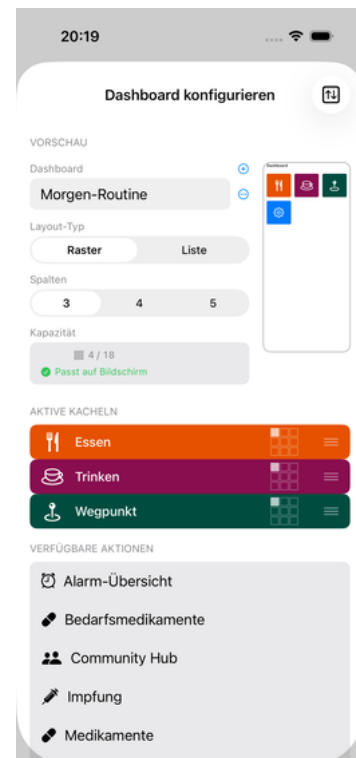 20:19
Dashboard konfigurieren
VORSCHAU
Dashboard
Morgen-Routine
Layout-Typ
Raster Liste
Spalten
3 4 5
Kapazität
4 / 18
Passt auf Bildschirm
Dashboard
AKTIVE KACHELN
Essen
Trinken
Wegpunkt
VERFÜGBARE AKTIONEN
Alarm-Übersicht
Bedarfsmedikamente
Community Hub
Impfung
Medikamente